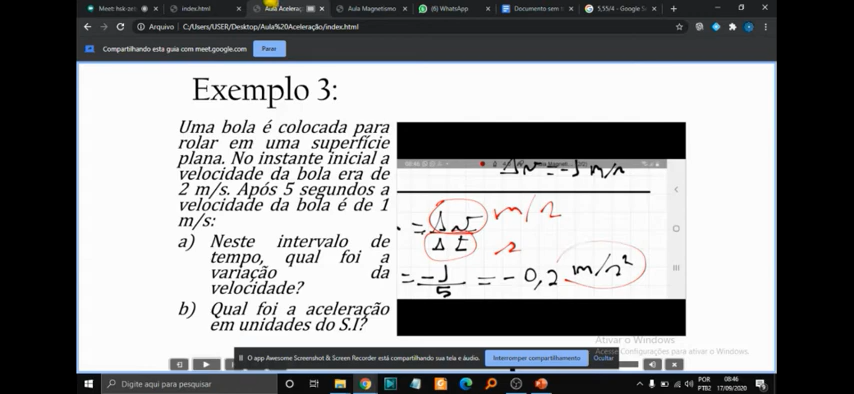 Meet: hok-
index.html
Aula Aceleraç
Aula Magnetismo
(6) WhatsApp
Documento sem t
5,55/4 - Google S
Arquivo C:/Users/USER/Desktop/Aula%20Aceleração/index.html
Compartilhando esta guia com meet.google.com
Parar
Exemplo 3:
Uma bola é colocada para
rolar em uma superfície
plana. No instante inicial a
velocidade da bola era de
2 m/s. Após 5 segundos a
velocidade da bola é de 1
m/s:
a) Neste intervalo de
tempo, qual foi a
variação da
velocidade?
b) Qual foi a aceleração
em unidades do S.I?
Δv = -1 m/s
= Δv m/s
Δt s
= -1 = -0,2 m/s²
5
Ativar o Windows
Acesse Configurações para ativar o Windows.
O app Awesome Screenshot & Screen Recorder está compartilhando sua tela e áudio.
Interromper compartilhamento
Ocultar
Digite aqui para pesquisar
POR
PTB2
08:46
17/09/2020